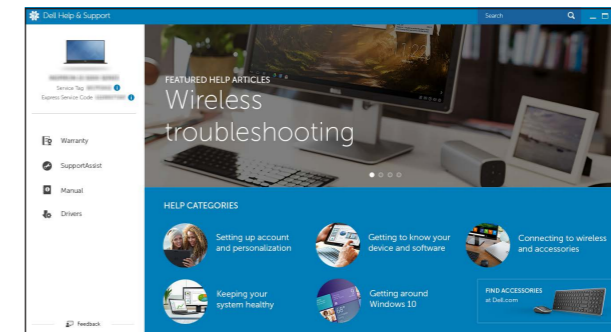 Dell Help & Support
Search
Service Tag:
Express Service Code:
Warranty
SupportAssist
Manual
Drivers
Feedback
FEATURED HELP ARTICLES
Wireless
troubleshooting
HELP CATEGORIES
Setting up account
and personalization
Getting to know your
device and software
Connecting to wireless
and accessories
Keeping your
system healthy
Getting around
Windows 10
FIND ACCESSORIES
at Dell.com